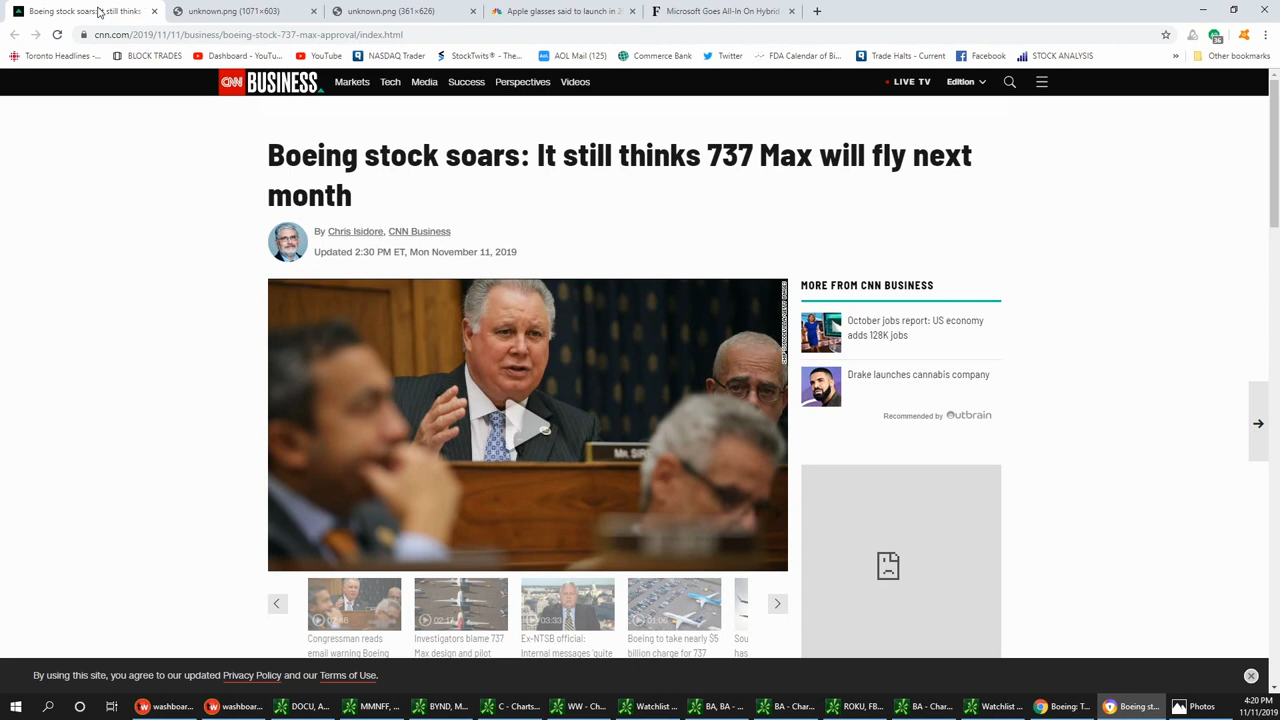 Boeing stock soars: It still thinks
unknown.png (1071×603)
unknown.png (361×626)
Apple glasses said to launch in 2
Microsoft Goes All-In On Hybrid
cnn.com/2019/11/11/business/boeing-stock-737-max-approval/index.html
Toronto Headlines -...
BLOCK TRADES
Dashboard - YouTu...
YouTube
NASDAQ Trader
StockTwits® - The...
AOL Mail (125)
Commerce Bank
Twitter
FDA Calendar of Bi...
Trade Halts - Current
Facebook
STOCK ANALYSIS
Other bookmarks
CNN BUSINESS
Markets Tech Media Success Perspectives Videos
LIVE TV Edition
Boeing stock soars: It still thinks 737 Max will fly next
month
By Chris Isidore, CNN Business
Updated 2:30 PM ET, Mon November 11, 2019
MR. SIR
MORE FROM CNN BUSINESS
October jobs report: US economy
adds 128K jobs
Drake launches cannabis company
Recommended by Outbrain
Congressman reads
email warning Boeing
Investigators blame 737
Max design and pilot
03:33
Ex-NTSB official:
Internal messages 'quite
Boeing to take nearly $5
billion charge for 737
Sou
has
By using this site, you agree to our updated Privacy Policy and our Terms of Use.
washboar...
washboar...
DOCU, A...
MMNFF, ...
BYND, M...
C - Charts...
WW - Ch...
Watchlist ...
BA, BA - ...
BA - Char...
ROKU, FB...
BA - Char...
Watchlist ...
Boeing: T...
Boeing st...
Photos
4:20 PM
11/11/2019